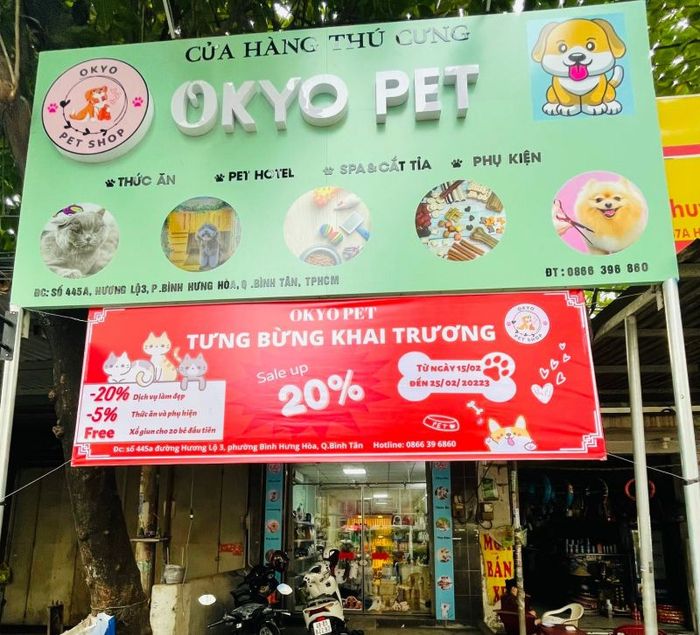 CỬA HÀNG THÚ CƯNG
OKYO PET
OKYO
PET SHOP
THỨC ĂN
PET HOTEL
SPA&CẮT TỈA
PHỤ KIỆN
ĐC: SỐ 445A, HƯƠNG LỘ3, P.BÌNH HƯNG HÒA, Q.BÌNH TÂN, TPHCM
ĐT: 0866 396 860
OKYO PET
TƯNG BỪNG KHAI TRƯƠNG
OKYO
PET SHOP
Sale up
20%
TỪ NGÀY 15/02
ĐẾN 25/02/ 20223
-20% Dịch vụ làm đẹp
-5% Thức ăn và phụ kiện
Free Xổ giun cho 20 bé đầu tiên
PET
Đc: số 445a đường Hương Lộ 3, phường Bình Hưng Hòa, Q.Bình Tân Hotline: 0866 39 6860
BÁN